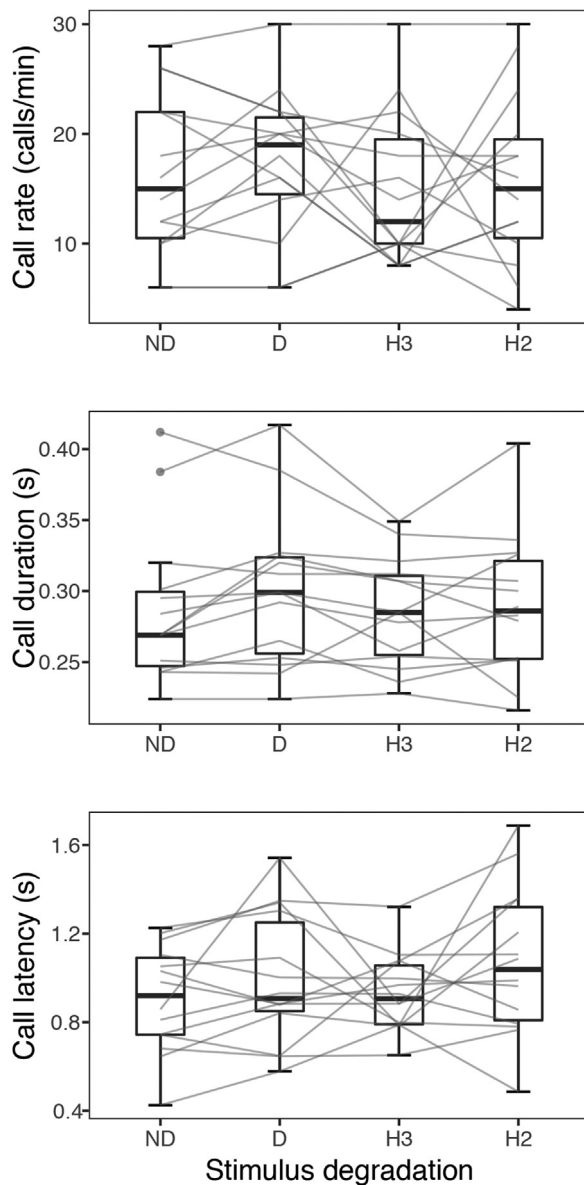 Call rate (calls/min)
30
20
10
ND D H3 H2
Call duration (s)
0.40
0.35
0.30
0.25
ND D H3 H2
Call latency (s)
1.6
1.2
0.8
0.4
ND D H3 H2
Stimulus degradation